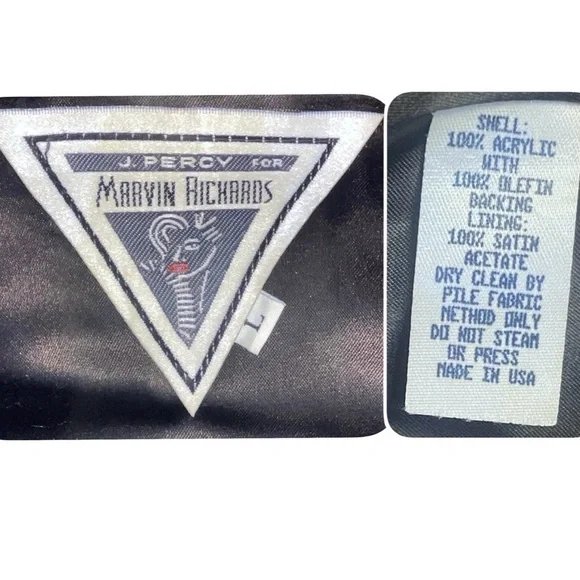 J. PERCY FOR
MARVIN RICHARDS
L
SHELL:
100% ACRYLIC
WITH
100% OLEFIN
BACKING
LINING:
100% SATIN
ACETATE
DRY CLEAN BY
PILE FABRIC
METHOD ONLY
DO NOT STEAM
OR PRESS
MADE IN USA